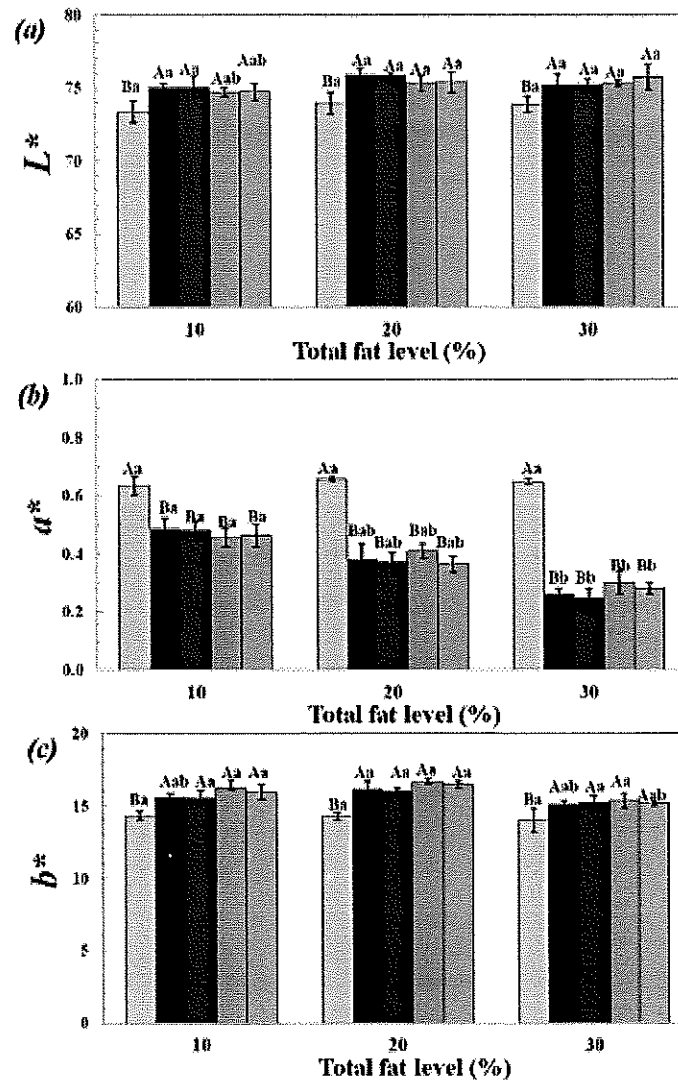 (a)
80
Aa Aa Aa Aa Aa Aa
Ba Aa Aa Aab Aab Ba Aa Aa Ba Aa Aa
75
L*
70
65
60
10 20 30
Total fat level (%)
(b)
1.0
0.8
Aa Aa Aa
0.6
Ba Ba Ba Ba Bab Bab Bab Bab
a*
0.4
Bb Bb Bb Bb
0.2
0.0
10 20 30
Total fat level (%)
(c)
20
Ba Aab Aa Aa Aa Ba Aa Aa Aa Aa Ba Aab Aa Aa Aab
15
b*
10
5
0
10 20 30
Total fat level (%)